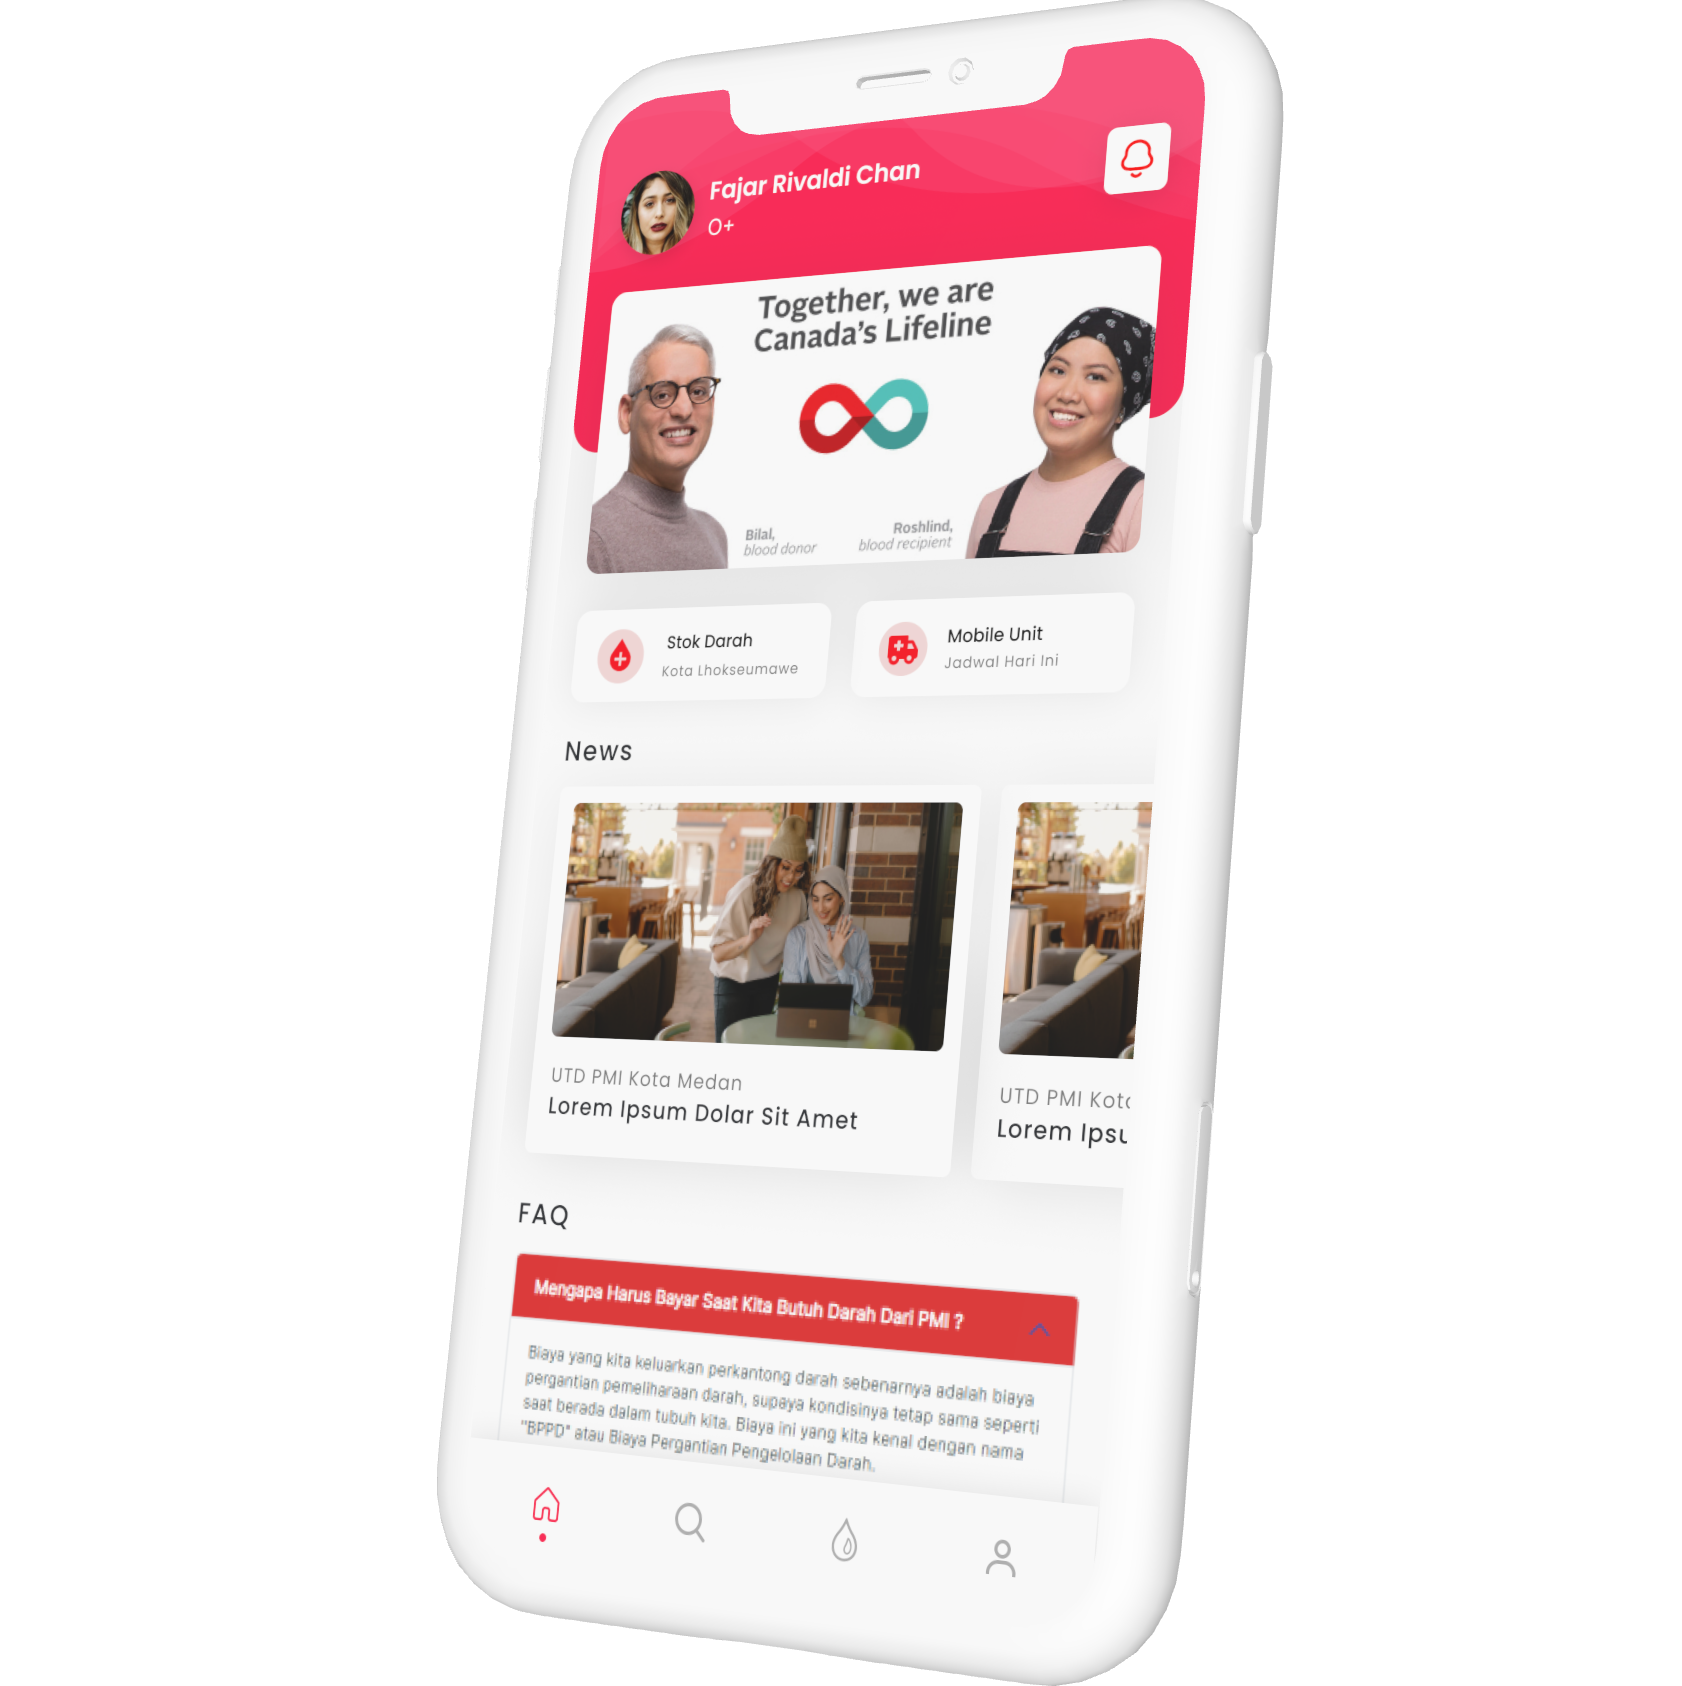 Fajar Rivaldi Chan
O+
Together, we are
Canada's Lifeline
Bilal,
blood donor
Roshlind,
blood recipient
Stok Darah
Kota Lhokseumawe
Mobile Unit
Jadwal Hari Ini
News
UTD PMI Kota Medan
Lorem Ipsum Dolar Sit Amet
UTD PMI Kota
Lorem Ipsu
FAQ
Mengapa Harus Bayar Saat Kita Butuh Darah Dari PMI ?
Biaya yang kita keluarkan perkantong darah sebenarnya adalah biaya
pergantian pemeliharaan darah, supaya kondisinya tetap sama seperti
saat berada dalam tubuh kita. Biaya ini yang kita kenal dengan nama
"BPPD" atau Biaya Pergantian Pengelolaan Darah.